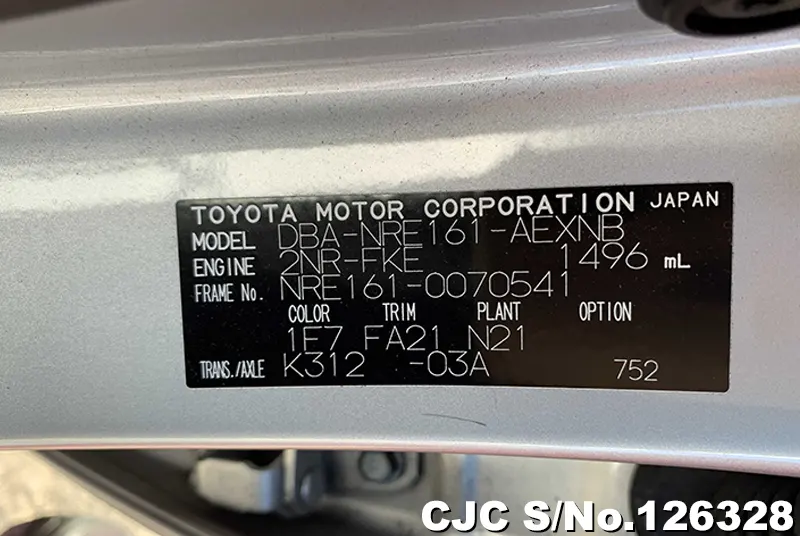 TOYOTA MOTOR CORPORATION JAPAN
MODEL DBA-NRE161-AEXNB
ENGINE 2NR-FKE 1496 mL
FRAME No. NRE161-0070541
COLOR TRIM PLANT OPTION
1F7 FA21 N21
TRANS./AXLE K312 -03A 752
CJC S/No.126328